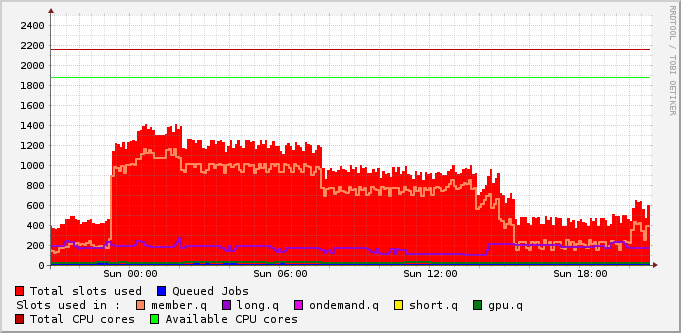 2400
2200
2000
1800
1600
1400
1200
1000
800
600
400
200
0
Sun 00:00 Sun 06:00 Sun 12:00 Sun 18:00
RRDTOOL / TOBI OETIKER
Total slots used Queued Jobs
Slots used in : member.q long.q ondemand.q short.q gpu.q
Total CPU cores Available CPU cores